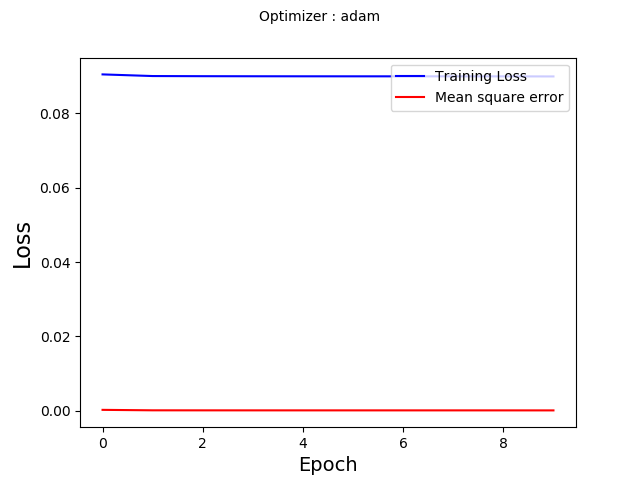 Optimizer : adam
Training Loss
Mean square error
0.08
0.06
0.04
0.02
0.00
Loss
0 2 4 6 8
Epoch